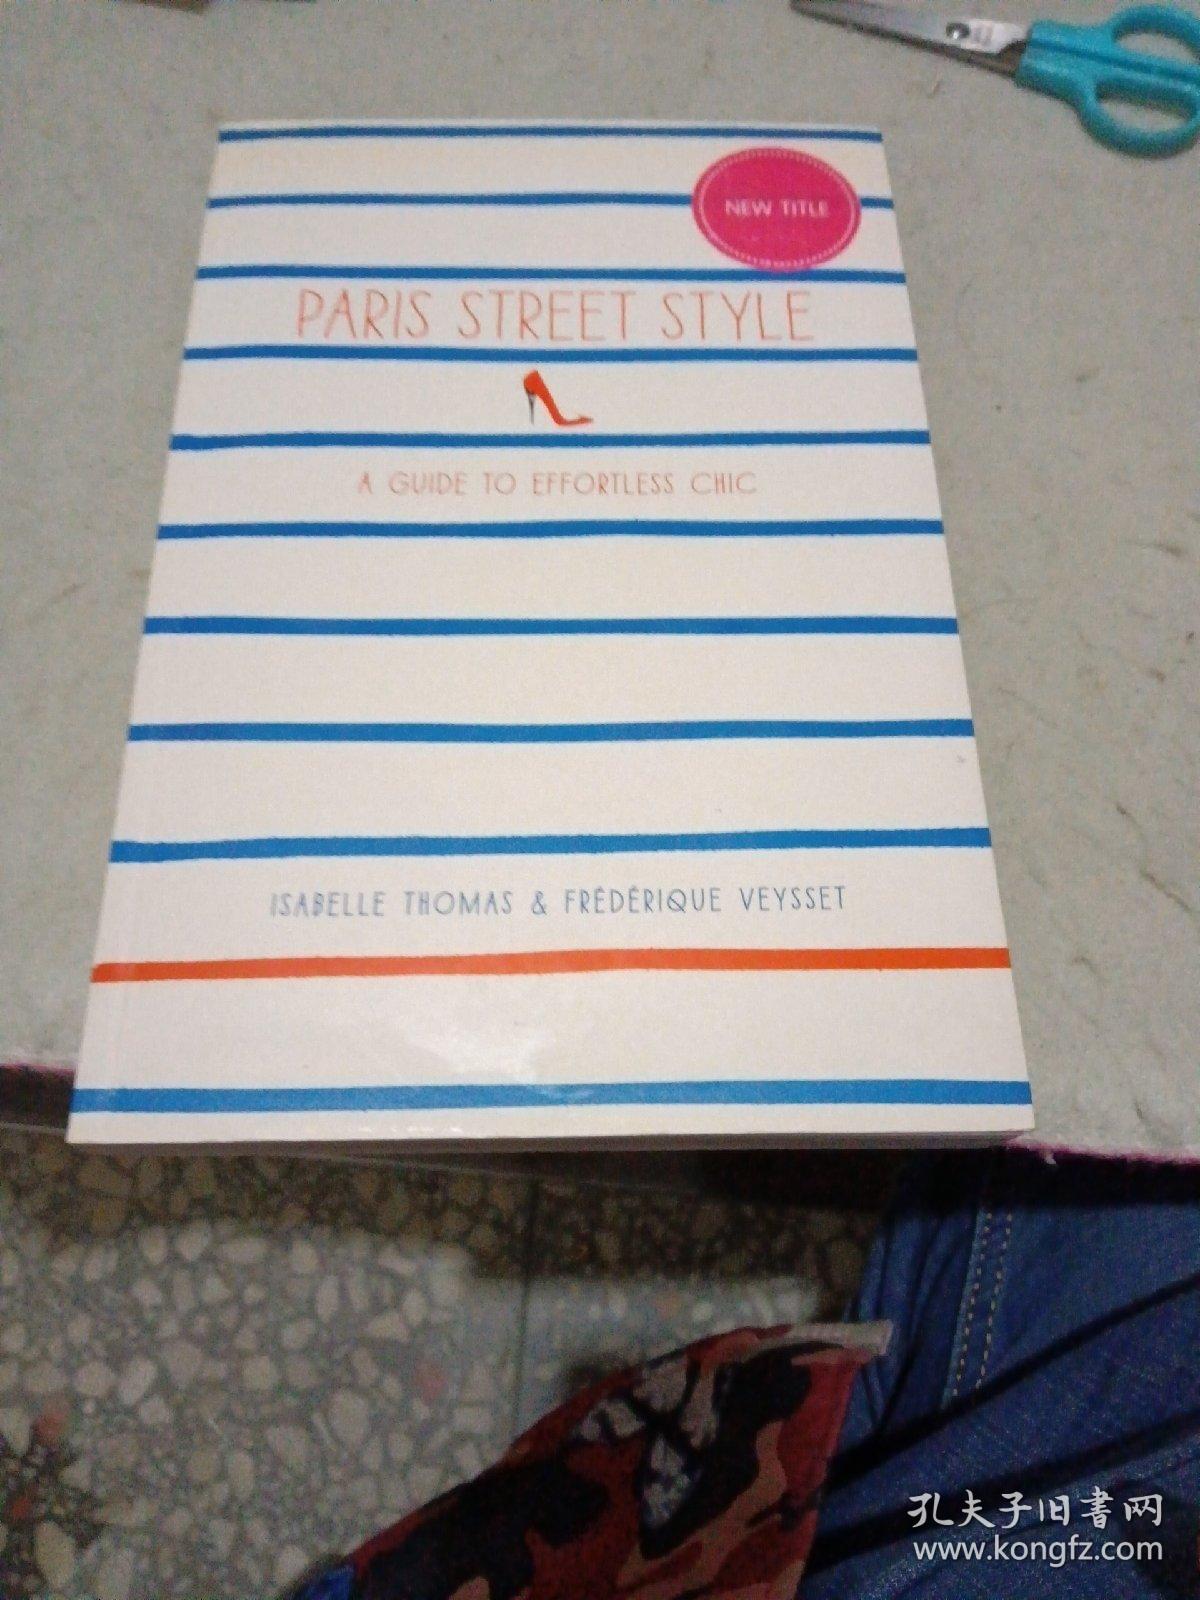 NEW TITLE
PARIS STREET STYLE
A GUIDE TO EFFORTLESS CHIC
ISABELLE THOMAS & FRÉDÉRIQUE VEYSSET
孔夫子旧書网
www.kongfz.com